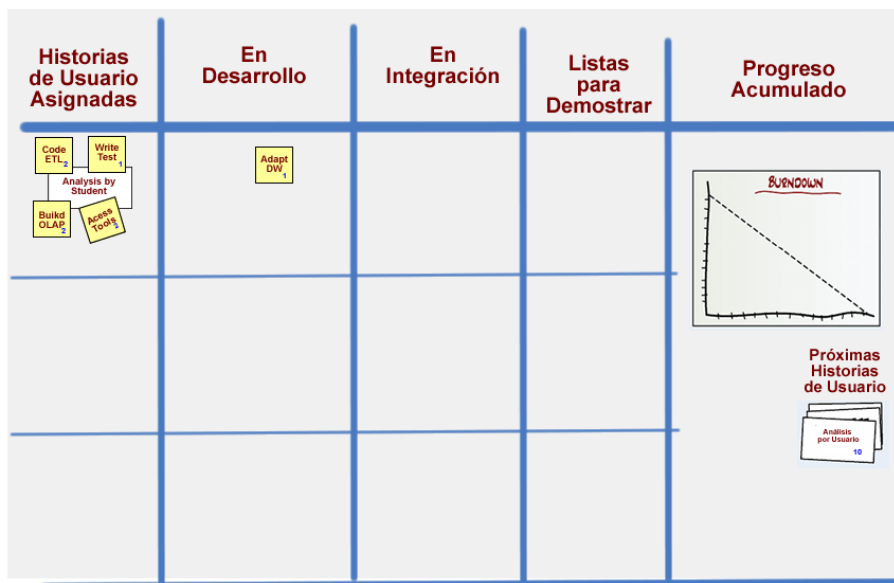 Historias
de Usuario
Asignadas
En
Desarrollo
En
Integración
Listas
para
Demostrar
Progreso
Acumulado
Code
ETL
2
Write
Test
1
Analysis by
Student
Buikd
OLAP
2
Acess
Tools
Adapt
DW
1
BURNDOWN
Próximas
Historias
de Usuario
Análisis
por Usuario
10